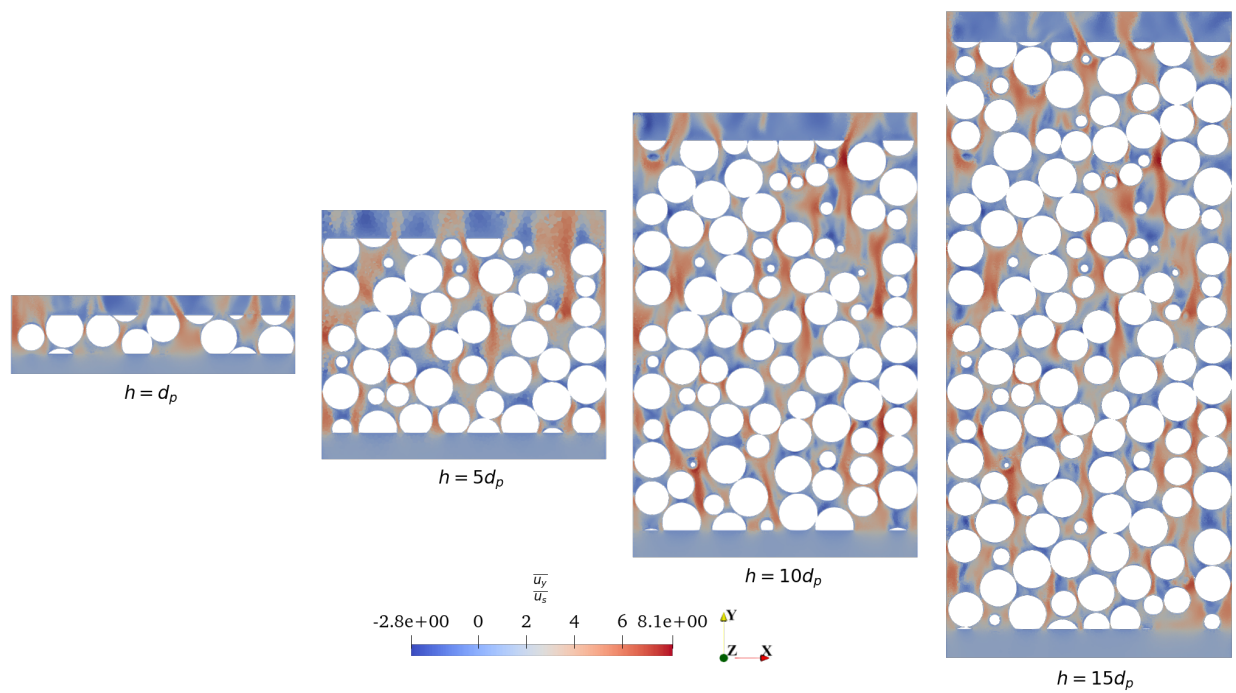 h = d_p
h = 5d_p
h = 10d_p
h = 15d_p
u_y
u_s
-2.8e+00 0 2 4 6 8.1e+00
Y
Z X